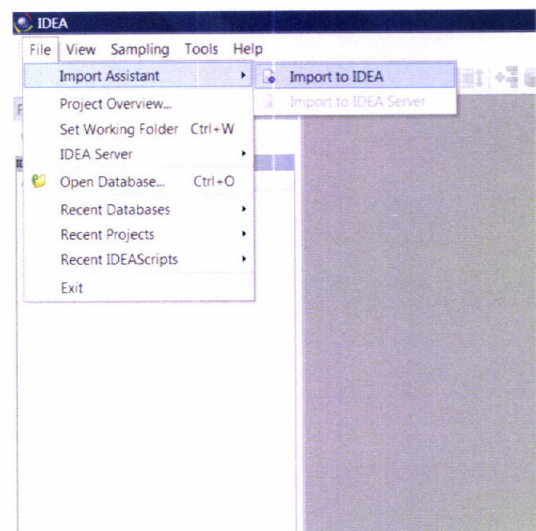 IDEA
File View Sampling Tools Help
Import Assistant
Import to IDEA
Import to IDEA Server
Project Overview...
Set Working Folder Ctrl+W
IDEA Server
Open Database... Ctrl+O
Recent Databases
Recent Projects
Recent IDEAScripts
Exit